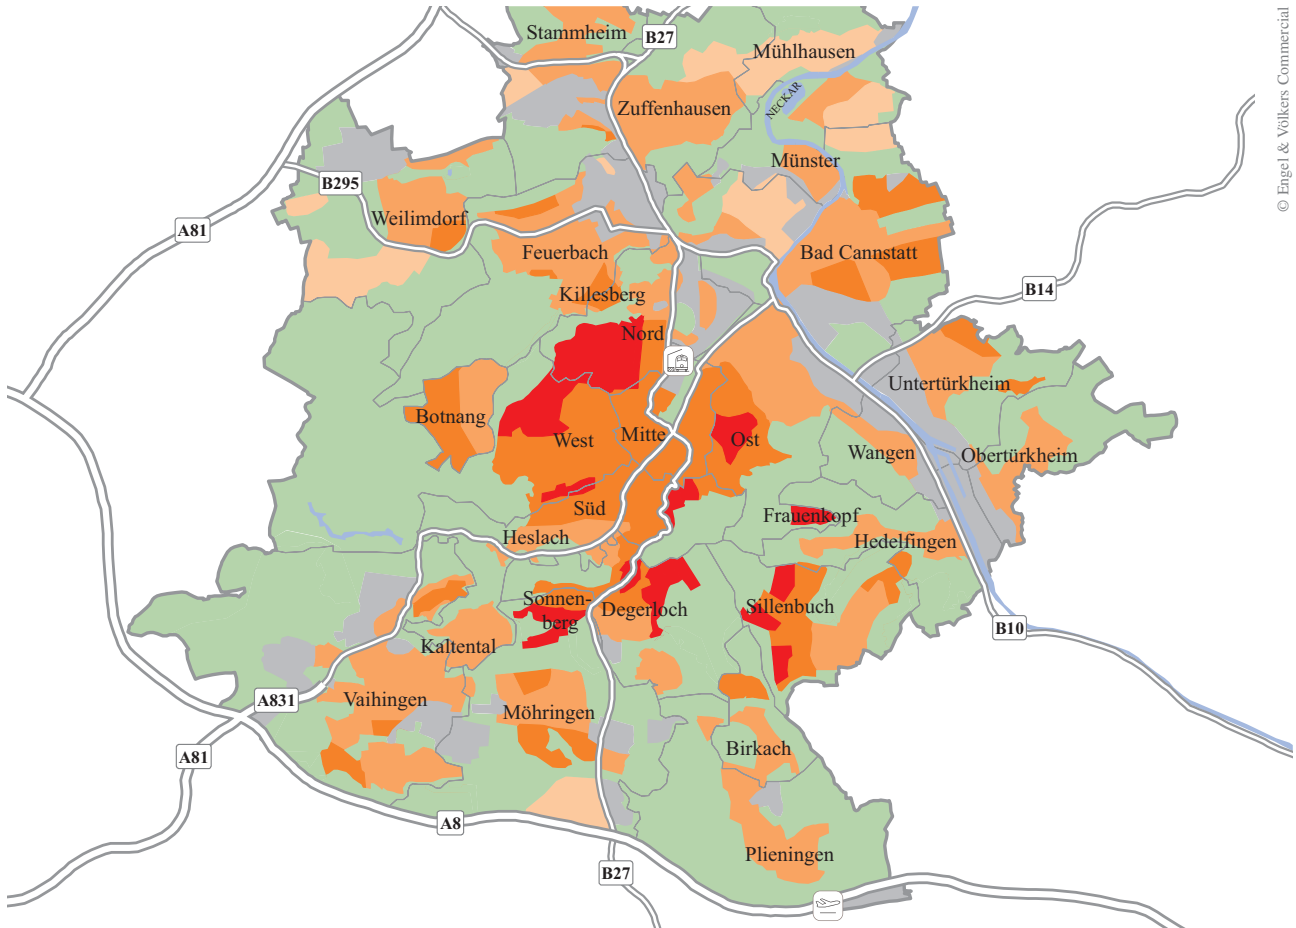 Stammheim
B27
Mühlhausen
© Engel & Völkers Commercial
Zuffenhausen
NECKAR
Münster
B295
Weilimdorf
A81
Feuerbach
Bad Cannstatt
Killesberg
B14
Nord
Untertürkheim
Botnang
West
Mitte
Ost
Wangen
Obertürkheim
Süd
Frauenkopf
Heslach
Hedelfingen
Sonnen-
berg
Degerloch
Sillenbuch
B10
Kaltental
A831
Vaihingen
Möhringen
Birkach
A81
A8
Plieningen
B27